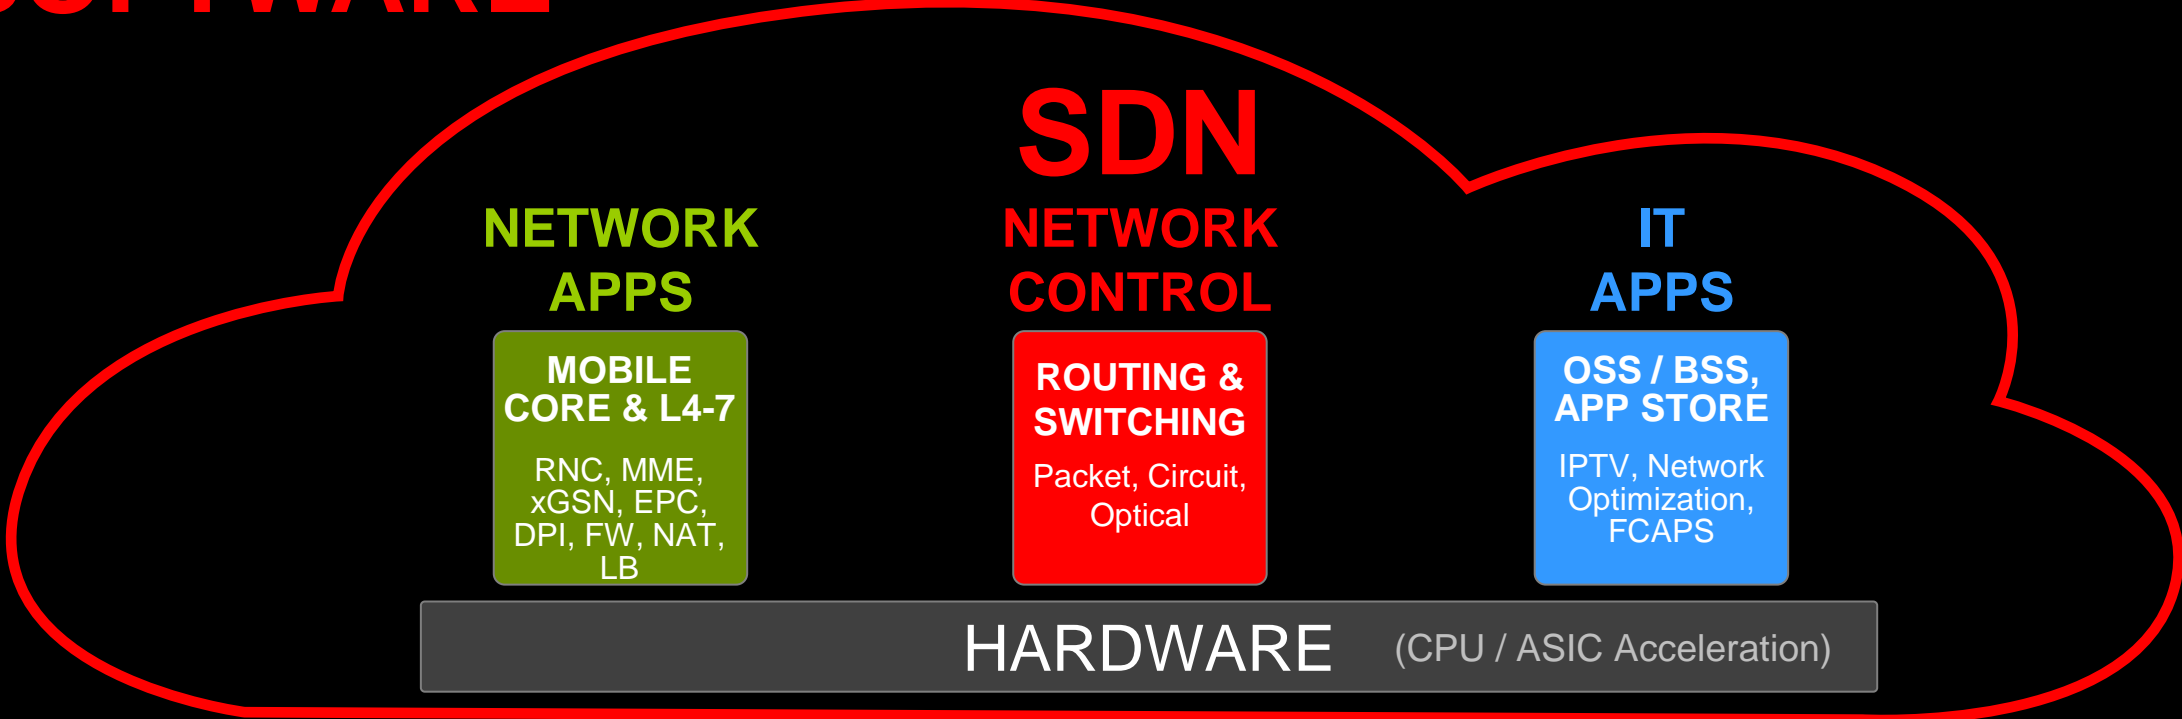 SOFTWARE
SDN
NETWORK
APPS
MOBILE
CORE & L4-7
RNC, MME,
xGSN, EPC,
DPI, FW, NAT,
LB
NETWORK
CONTROL
ROUTING &
SWITCHING
Packet, Circuit,
Optical
IT
APPS
OSS / BSS,
APP STORE
IPTV, Network
Optimization,
FCAPS
HARDWARE (CPU / ASIC Acceleration)